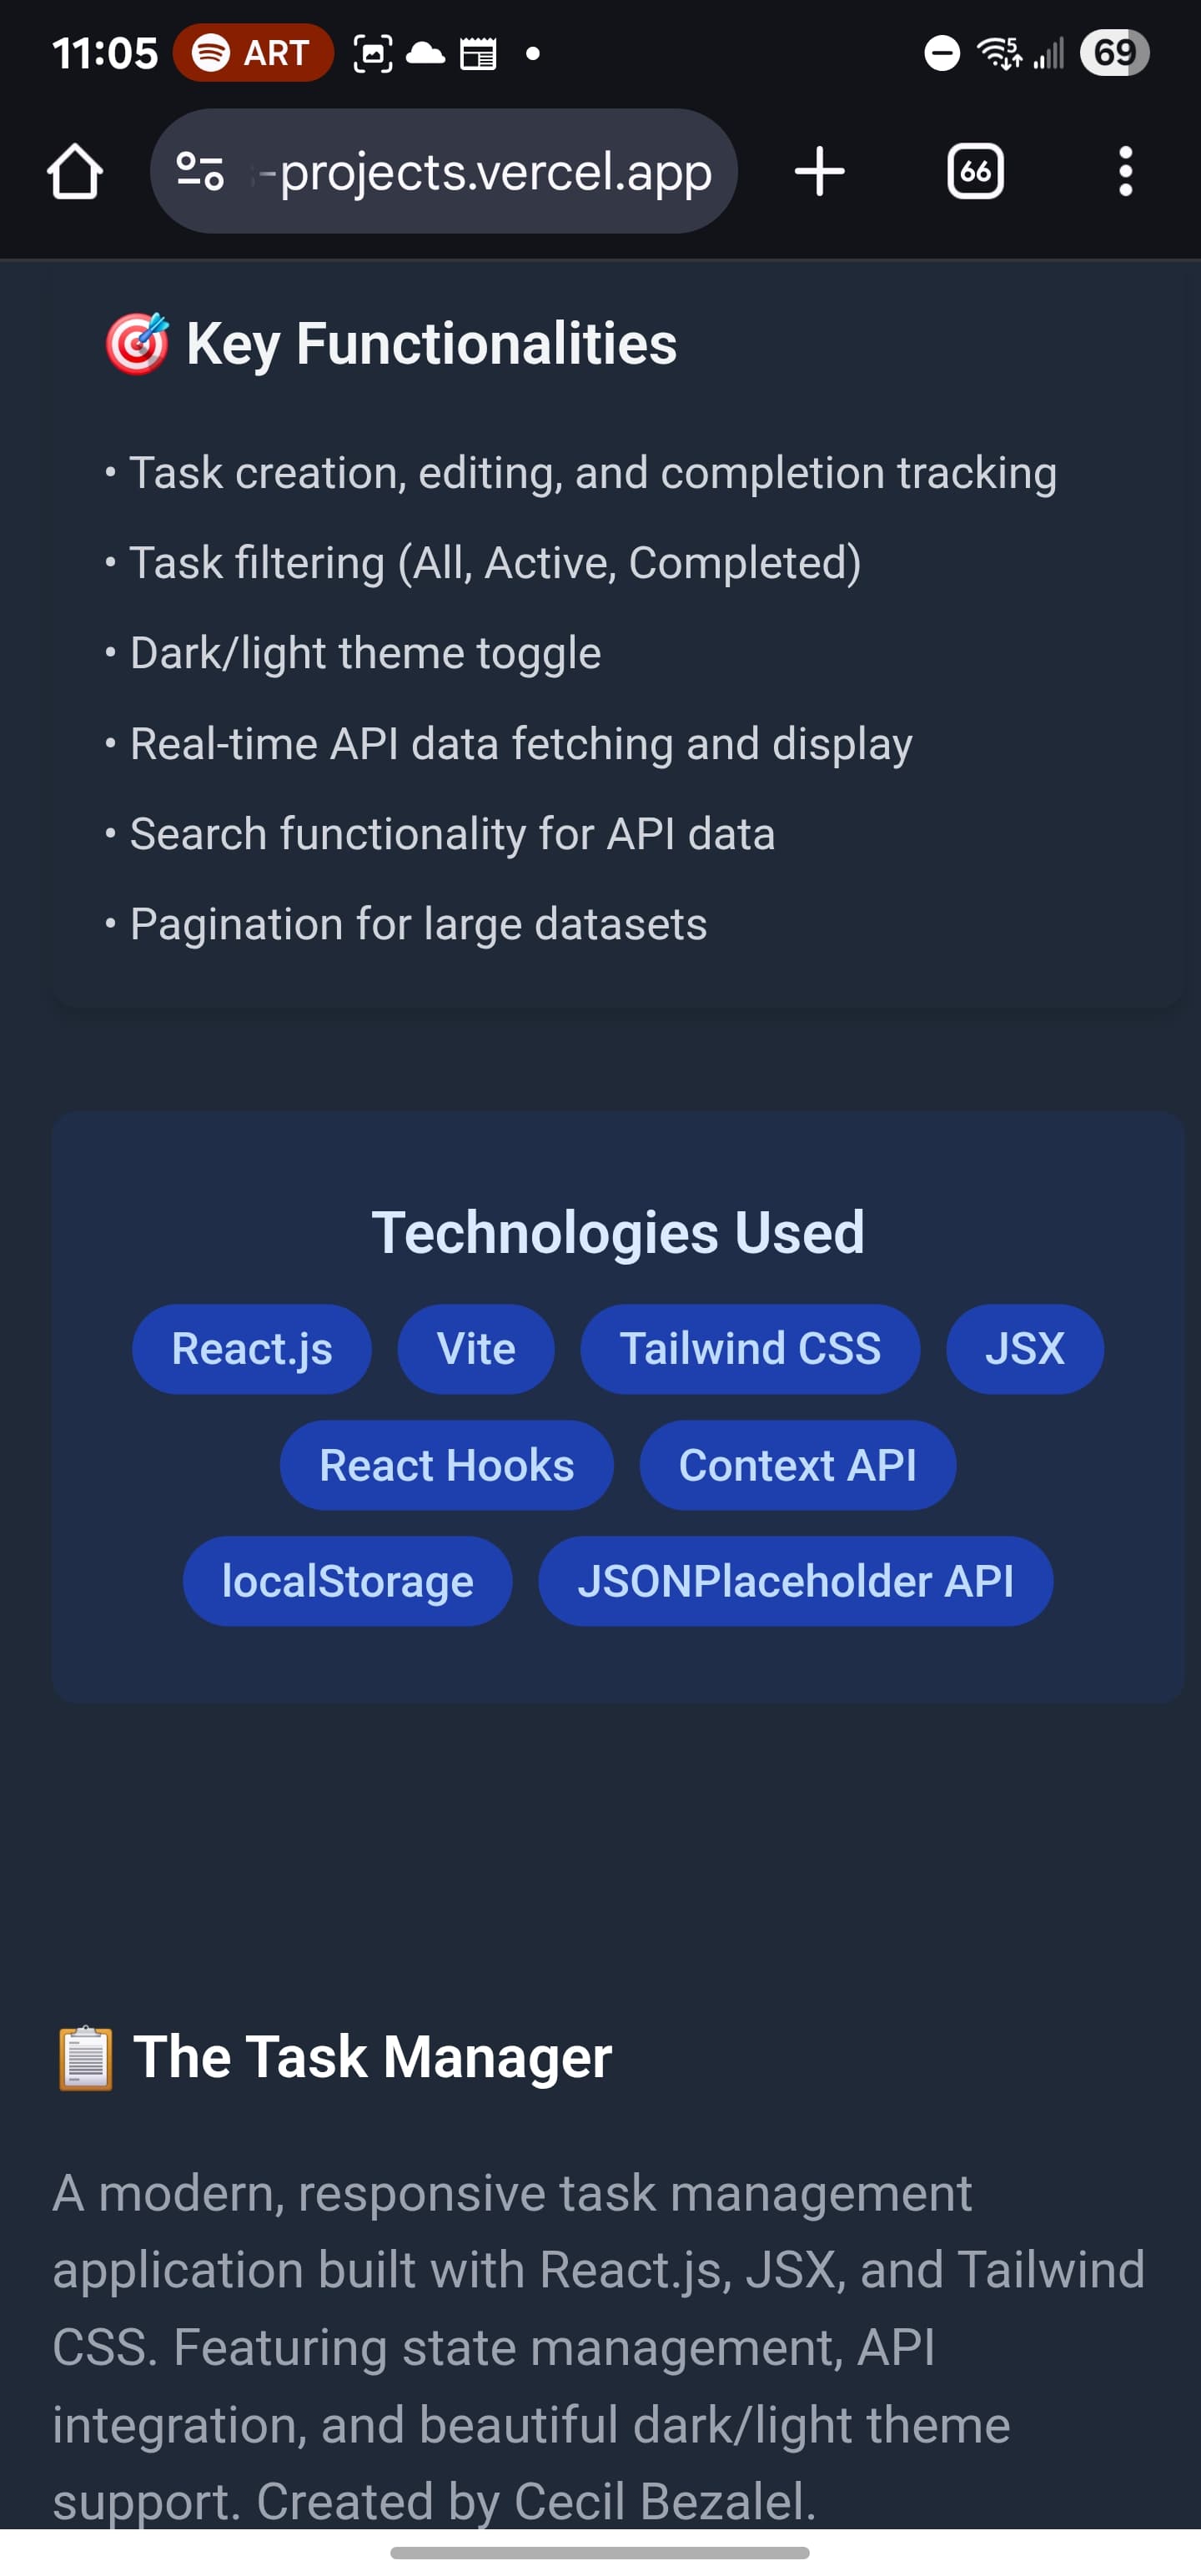 11:05 ART 5 69
-projects.vercel.app 66
Key Functionalities
• Task creation, editing, and completion tracking
• Task filtering (All, Active, Completed)
• Dark/light theme toggle
• Real-time API data fetching and display
• Search functionality for API data
• Pagination for large datasets
Technologies Used
React.js Vite Tailwind CSS JSX
React Hooks Context API
localStorage JSONPlaceholder API
The Task Manager
A modern, responsive task management
application built with React.js, JSX, and Tailwind
CSS. Featuring state management, API
integration, and beautiful dark/light theme
support. Created by Cecil Bezalel.